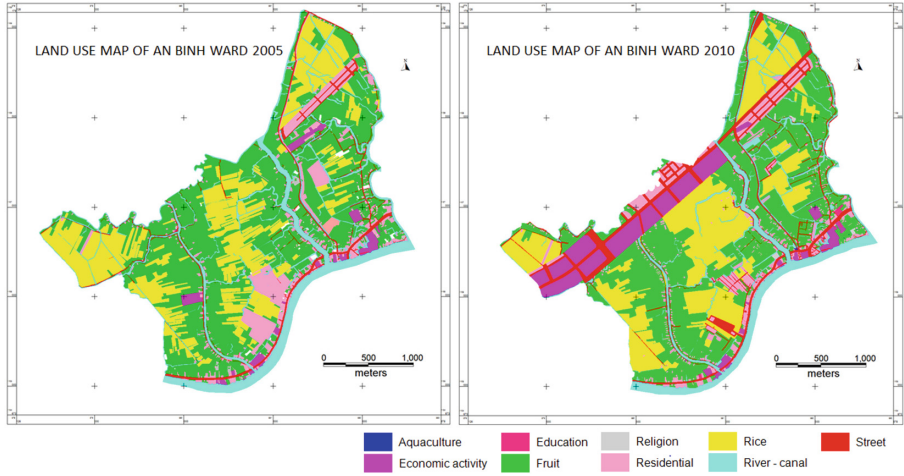 LAND USE MAP OF AN BINH WARD 2005
LAND USE MAP OF AN BINH WARD 2010
0 500 1,000
meters
0 500 1,000
meters
Aquaculture
Education
Religion
Rice
Street
Economic activity
Fruit
Residential
River - canal